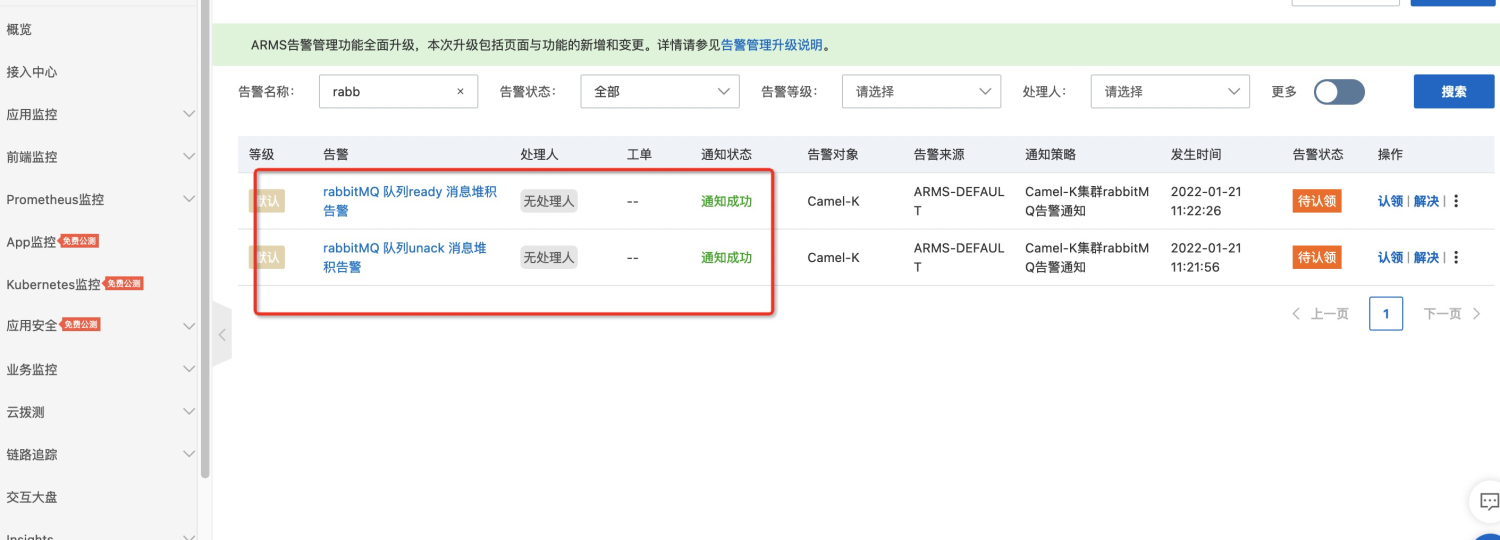 概览
接入中心
应用监控
前端监控
Prometheus监控
App监控 免费公测
Kubernetes监控 免费公测
应用安全 免费公测
业务监控
云拨测
链路追踪
交互大盘
Insights
ARMS告警管理功能全面升级，本次升级包括页面与功能的新增和变更。详情请参见告警管理升级说明。
告警名称： rabb × 告警状态： 全部 告警等级： 请选择 处理人： 请选择 更多 搜索
等级 告警 处理人 工单 通知状态 告警对象 告警来源 通知策略 发生时间 告警状态 操作
默认 rabbitMQ 队列ready 消息堆积 无处理人 -- 通知成功 Camel-K ARMS-DEFAUL Camel-K集群rabbitM 2022-01-21 待认领 认领 | 解决 |
告警 T Q告警通知 11:22:26
默认 rabbitMQ 队列unack 消息堆 无处理人 -- 通知成功 Camel-K ARMS-DEFAUL Camel-K集群rabbitM 2022-01-21 待认领 认领 | 解决 |
积告警 T Q告警通知 11:21:56
上一页 1 下一页